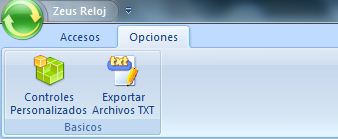 Zeus Reloj
Accesos Opciones
Controles Exportar
Personalizados Archivos TXT
Basicos